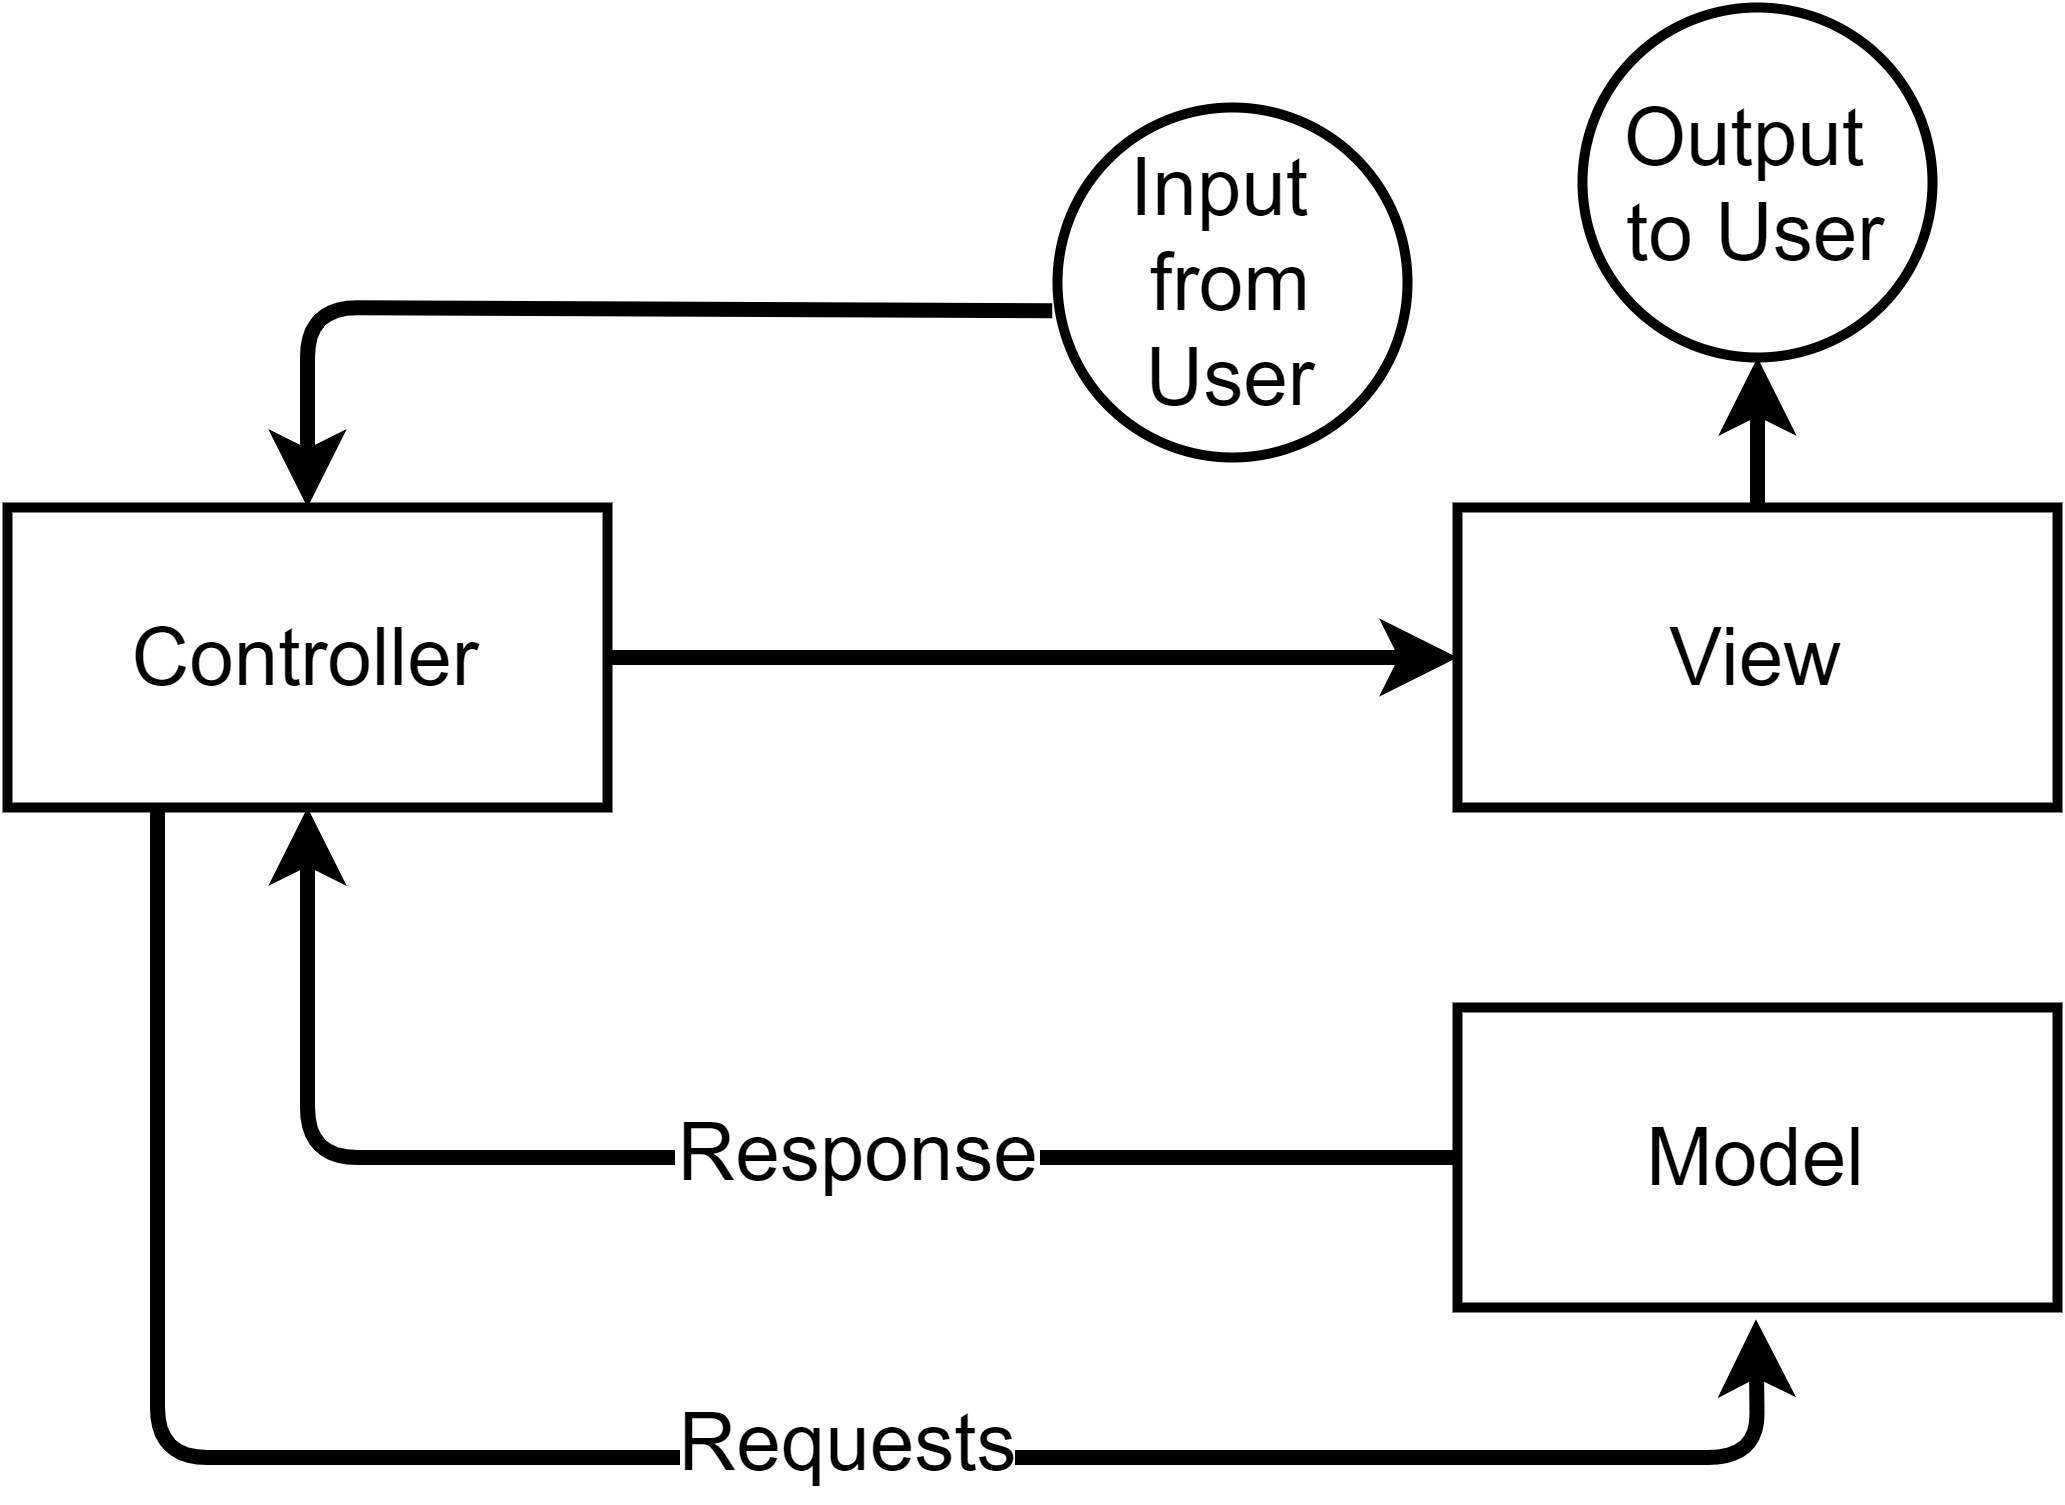 Output
to User
Input
from
User
Controller
View
Response
Model
Requests